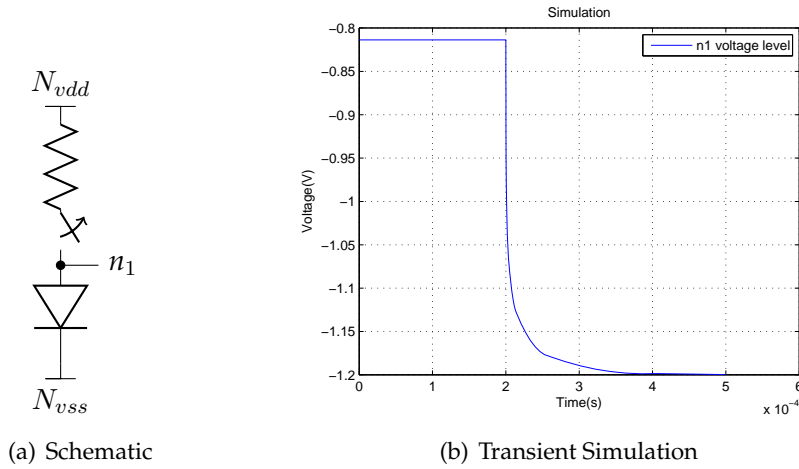 N_vdd
n_1
N_vss
(a) Schematic
Simulation
n1 voltage level
Voltage(V)
−0.8
−0.85
−0.9
−0.95
−1
−1.05
−1.1
−1.15
−1.2
0 1 2 3 4 5 6
Time(s)
x 10⁻⁴
(b) Transient Simulation